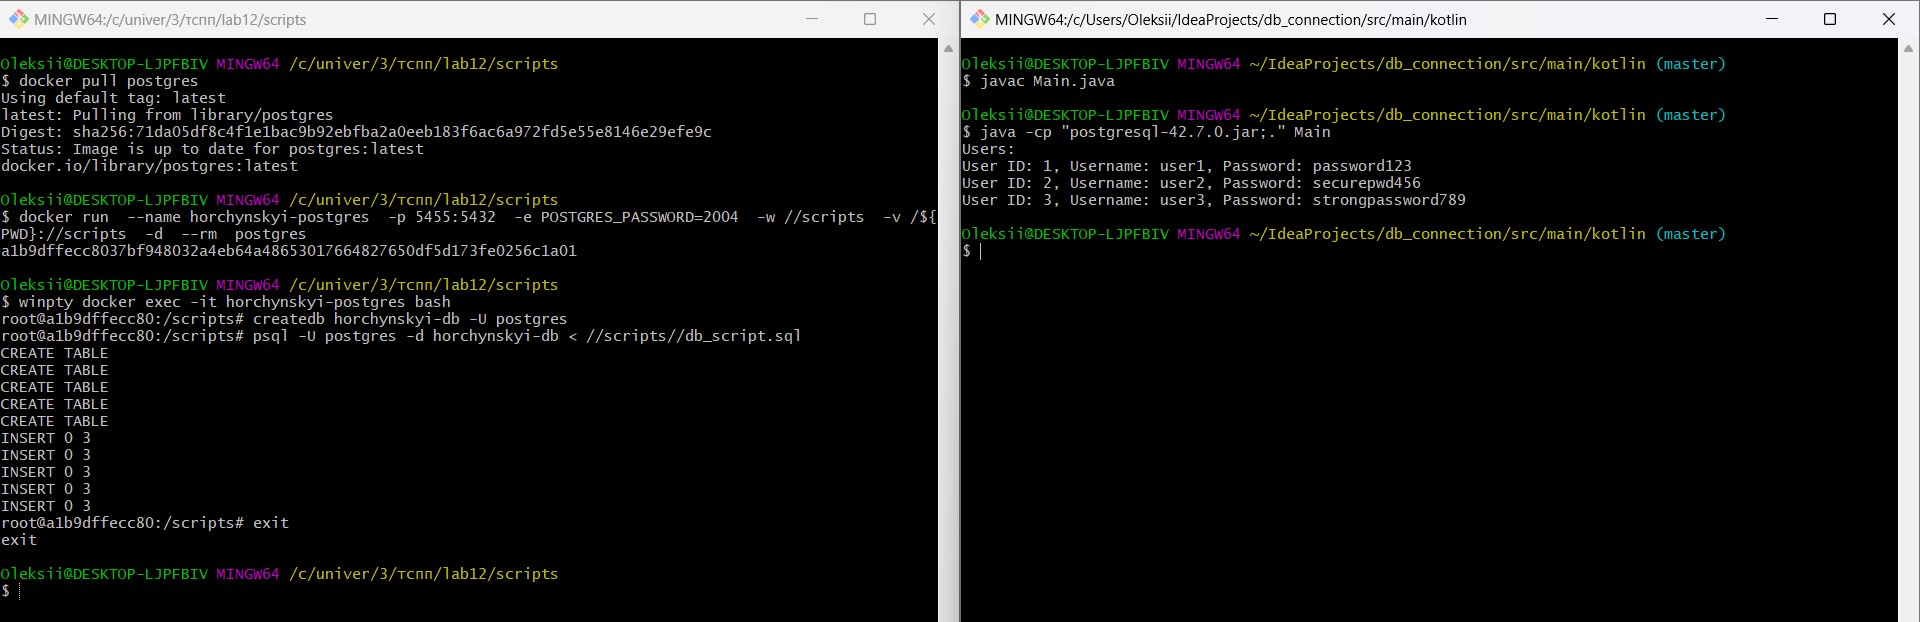 MINGW64:/c/univer/3/тспп/lab12/scripts
Oleksii@DESKTOP-LJPFBIV MINGW64 /c/univer/3/тспп/lab12/scripts
$ docker pull postgres
Using default tag: latest
latest: Pulling from library/postgres
Digest: sha256:71da05df8c4f1e1bac9b92ebfba2a0eeb183f6ac6a972fd5e55e8146e29efe9c
Status: Image is up to date for postgres:latest
docker.io/library/postgres:latest
Oleksii@DESKTOP-LJPFBIV MINGW64 /c/univer/3/тспп/lab12/scripts
$ docker run  --name horchynskyi-postgres  -p 5455:5432  -e POSTGRES_PASSWORD=2004  -w //scripts  -v /${
PWD}://scripts  -d  --rm  postgres
a1b9dffecc8037bf948032a4eb64a48653017664827650df5d173fe0256c1a01
Oleksii@DESKTOP-LJPFBIV MINGW64 /c/univer/3/тспп/lab12/scripts
$ winpty docker exec -it horchynskyi-postgres bash
root@a1b9dffecc80:/scripts# createdb horchynskyi-db -U postgres
root@a1b9dffecc80:/scripts# psql -U postgres -d horchynskyi-db < //scripts//db_script.sql
CREATE TABLE
CREATE TABLE
CREATE TABLE
CREATE TABLE
CREATE TABLE
INSERT 0 3
INSERT 0 3
INSERT 0 3
INSERT 0 3
INSERT 0 3
root@a1b9dffecc80:/scripts# exit
exit
Oleksii@DESKTOP-LJPFBIV MINGW64 /c/univer/3/тспп/lab12/scripts
$
MINGW64:/c/Users/Oleksii/IdeaProjects/db_connection/src/main/kotlin
Oleksii@DESKTOP-LJPFBIV MINGW64 ~/IdeaProjects/db_connection/src/main/kotlin (master)
$ javac Main.java
Oleksii@DESKTOP-LJPFBIV MINGW64 ~/IdeaProjects/db_connection/src/main/kotlin (master)
$ java -cp "postgresql-42.7.0.jar;." Main
Users:
User ID: 1, Username: user1, Password: password123
User ID: 2, Username: user2, Password: securepwd456
User ID: 3, Username: user3, Password: strongpassword789
Oleksii@DESKTOP-LJPFBIV MINGW64 ~/IdeaProjects/db_connection/src/main/kotlin (master)
$